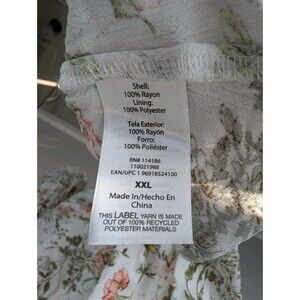 Shell:
100% Rayon
Lining:
100% Polyester
Tela Exterior:
100% Rayón
Forro:
100% Poliéster
RN# 114186
110021988
EAN/UPC 1 96918524100
XXL
Made In/Hecho En
China
THIS LABEL YARN IS MADE
OUT OF 100% RECYCLED
POLYESTER MATERIALS